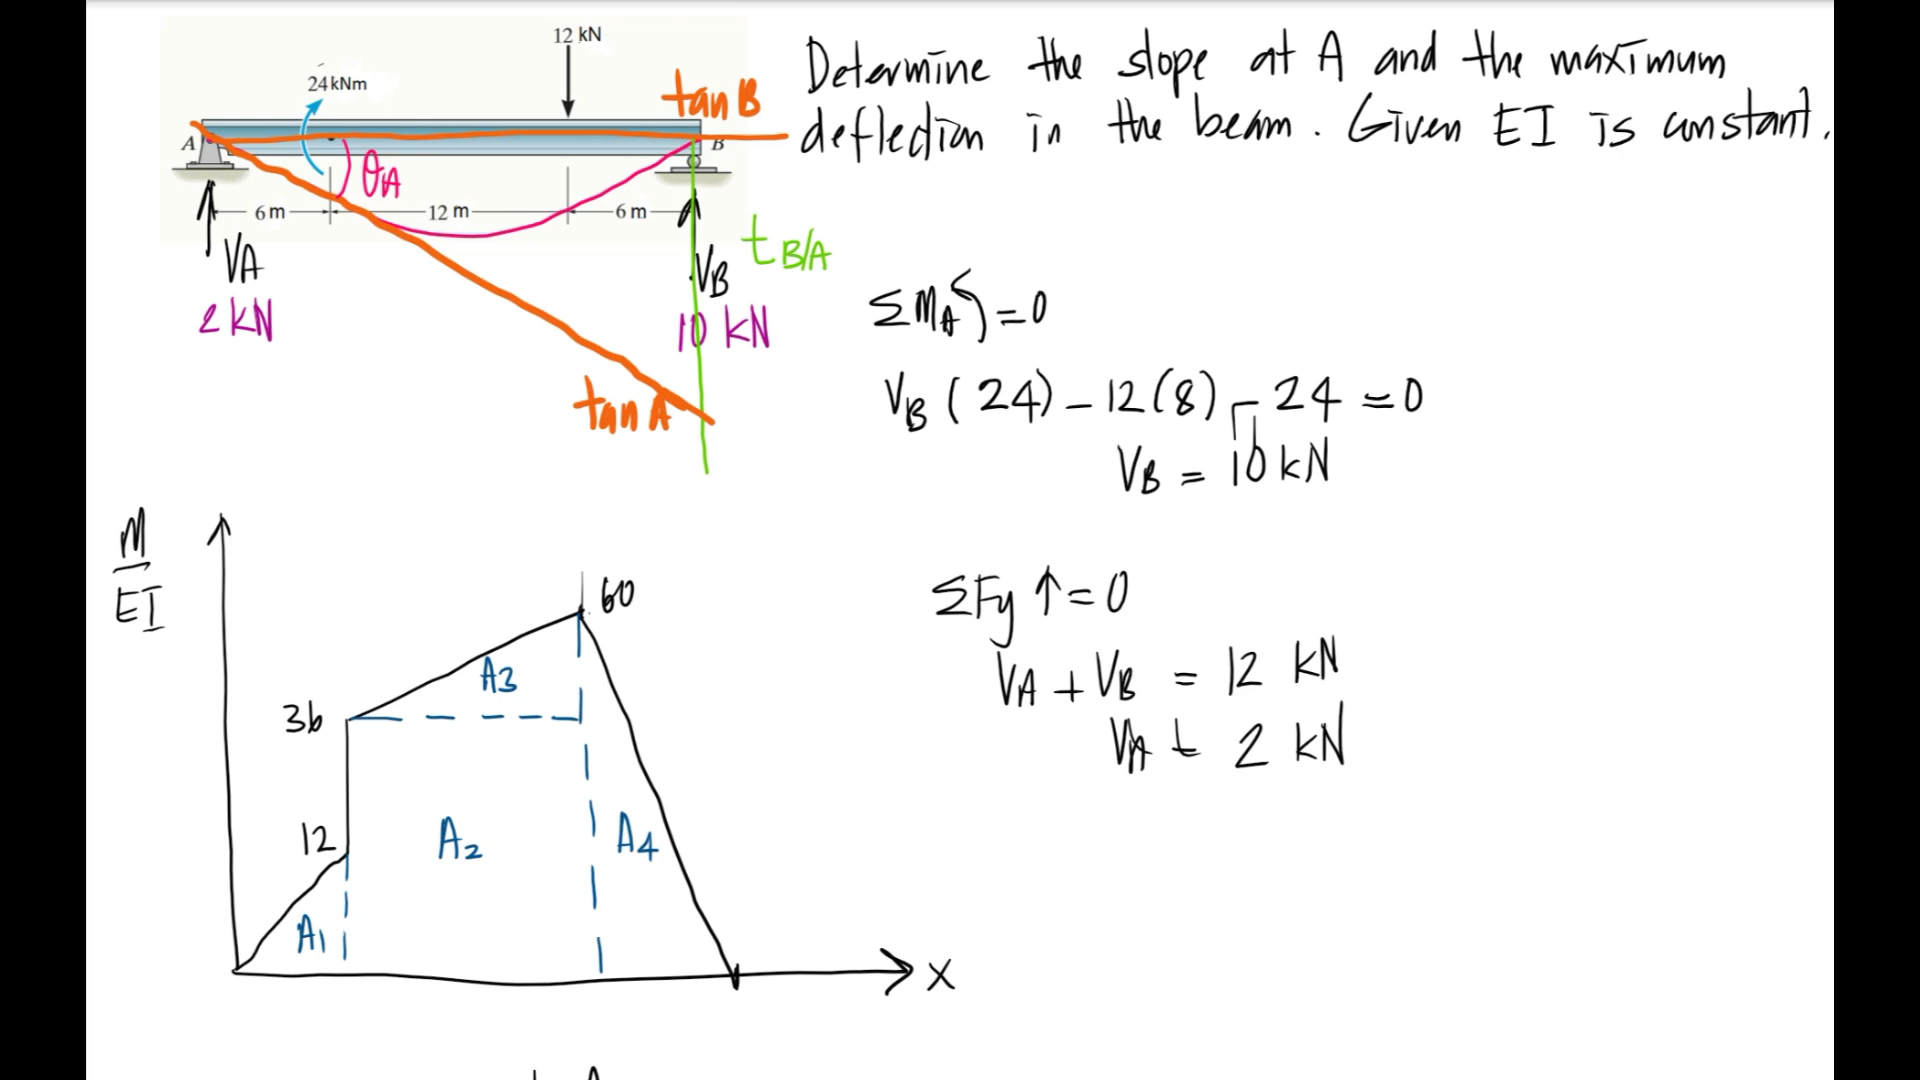 12 kN
24 kNm
tan B
A
B
θA
6 m
12 m
6 m
VA
2 kN
VB
10 kN
t B/A
tan A
Determine the slope at A and the maximum
deflection in the beam. Given EI is constant.
ΣMA = 0
VB (24) - 12(8) - 24 = 0
VB = 10 kN
ΣFy ↑ = 0
VA + VB = 12 kN
VA = 2 kN
M
EI
60
A3
36
12
A2
A4
A1
X